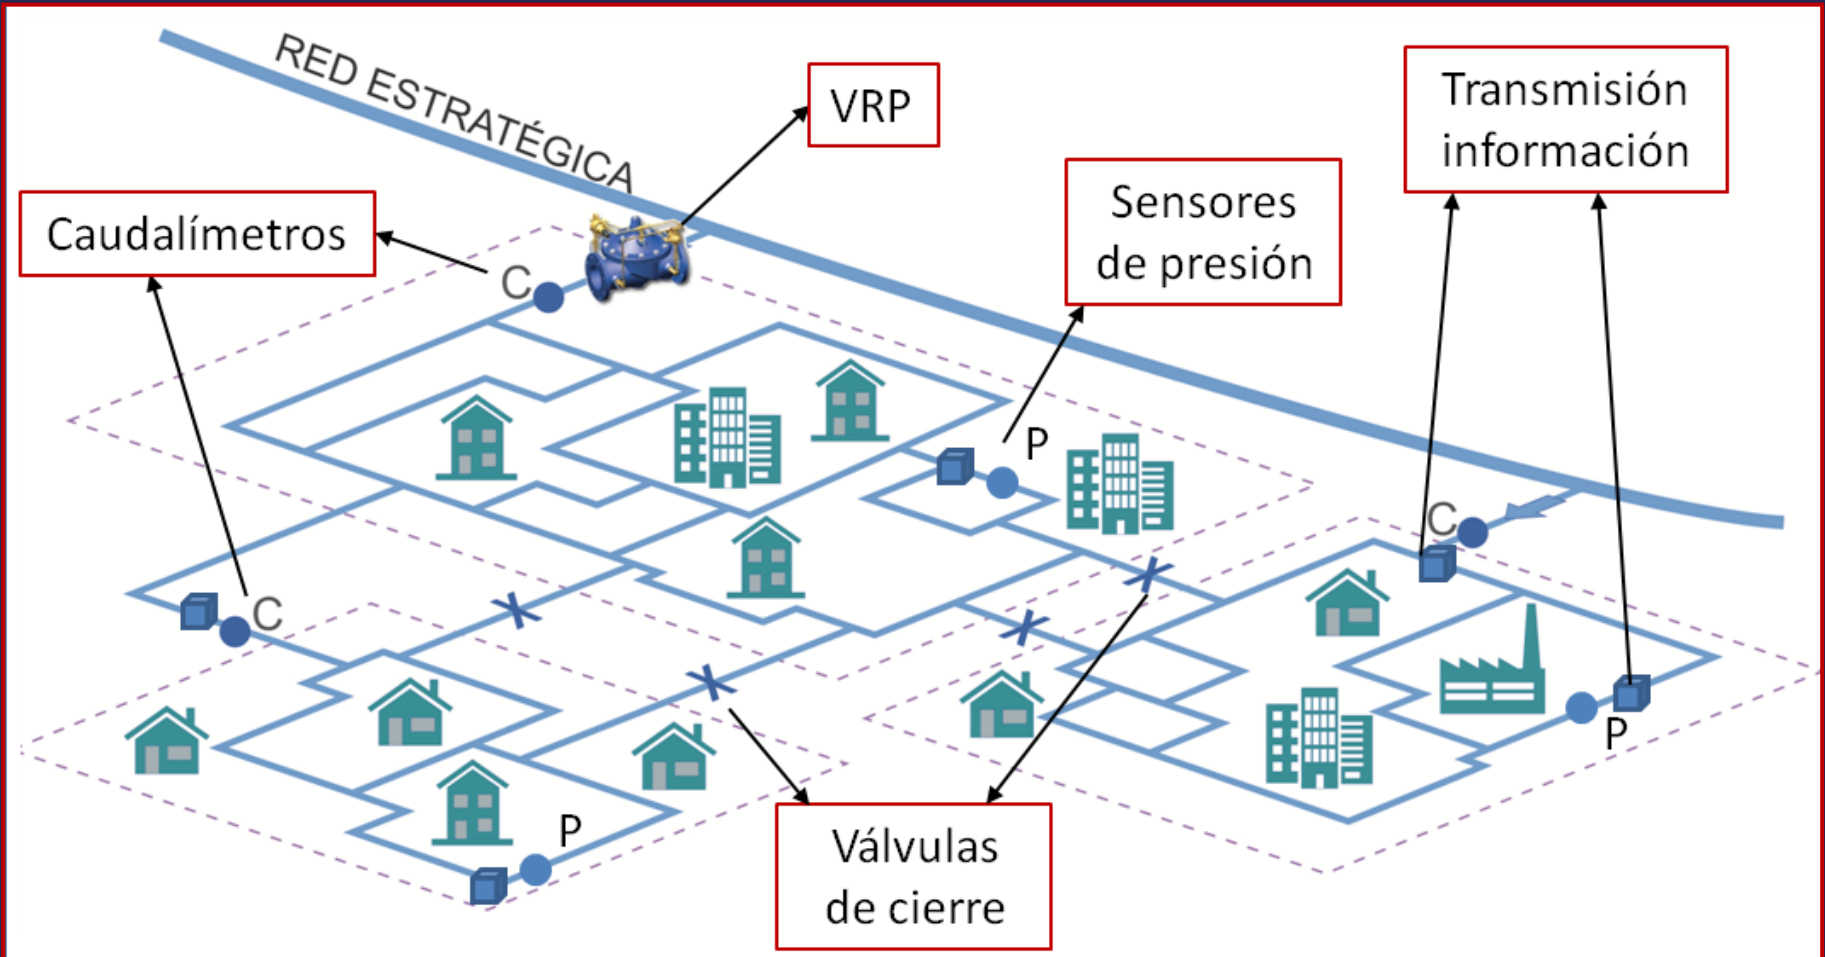 RED ESTRATÉGICA
VRP
Transmisión
información
Sensores
de presión
Caudalímetros
C
P
C
C
P
P
Válvulas
de cierre